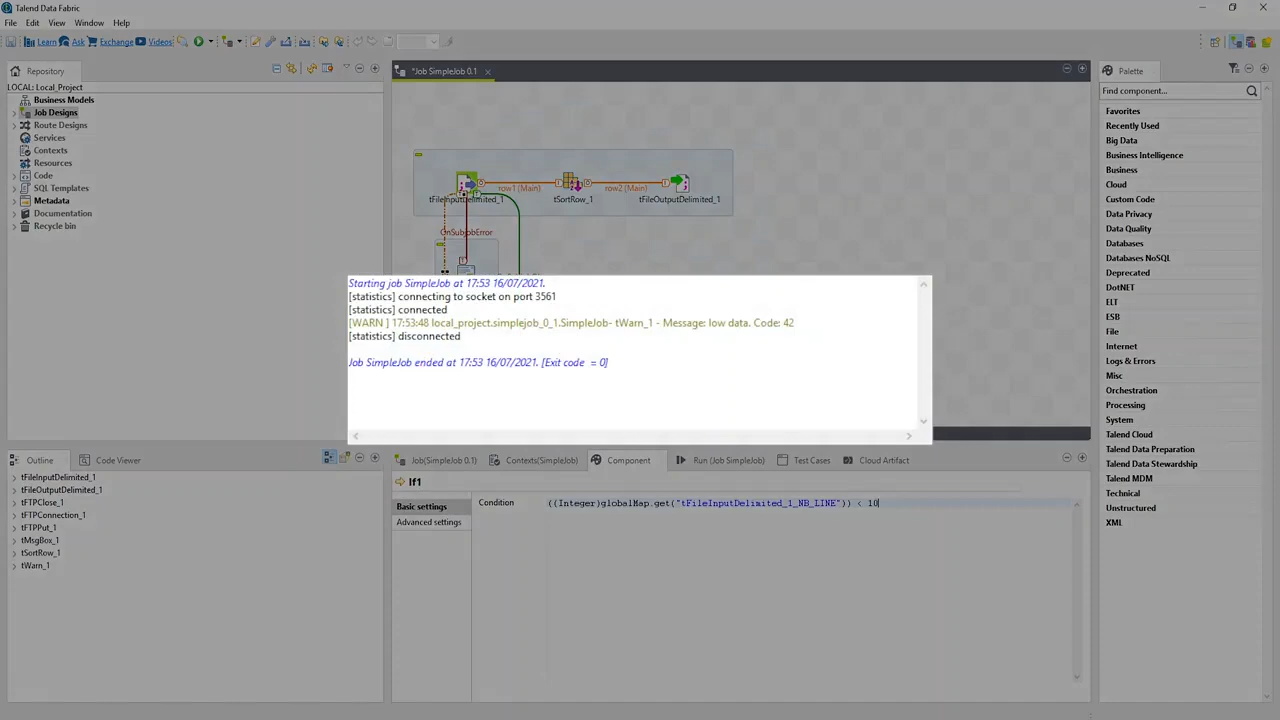 Talend Data Fabric
File Edit View Window Help
Learn Ask Exchange Videos
Repository
LOCAL: Local_Project
Business Models
Job Designs
Route Designs
Services
Contexts
Resources
Code
SQL Templates
Metadata
Documentation
Recycle bin
*Job SimpleJob 0.1
row1 (Main) row2 (Main)
tFileInputDelimited_1 tSortRow_1 tFileOutputDelimited_1
OnSubjobError
Starting job SimpleJob at 17:53 16/07/2021.
[statistics] connecting to socket on port 3561
[statistics] connected
[WARN ] 17:53:48 local_project.simplejob_0_1.SimpleJob- tWarn_1 - Message: low data. Code: 42
[statistics] disconnected
Job SimpleJob ended at 17:53 16/07/2021. [Exit code = 0]
Palette
Find component...
Favorites
Recently Used
Big Data
Business Intelligence
Business
Cloud
Custom Code
Data Privacy
Data Quality
Databases
Databases NoSQL
Deprecated
DotNET
ELT
ESB
File
Internet
Logs & Errors
Misc
Orchestration
Processing
System
Talend Cloud
Talend Data Preparation
Talend Data Stewardship
Talend MDM
Technical
Unstructured
XML
Outline Code Viewer
tFileInputDelimited_1
tFileOutputDelimited_1
tFTPClose_1
tFTPConnection_1
tFTPPut_1
tMsgBox_1
tSortRow_1
tWarn_1
Job(SimpleJob 0.1) Contexts(SimpleJob) Component Run (Job SimpleJob) Test Cases Cloud Artifact
If1
Basic settings
Advanced settings
Condition ((Integer)globalMap.get("tFileInputDelimited_1_NB_LINE")) < 10